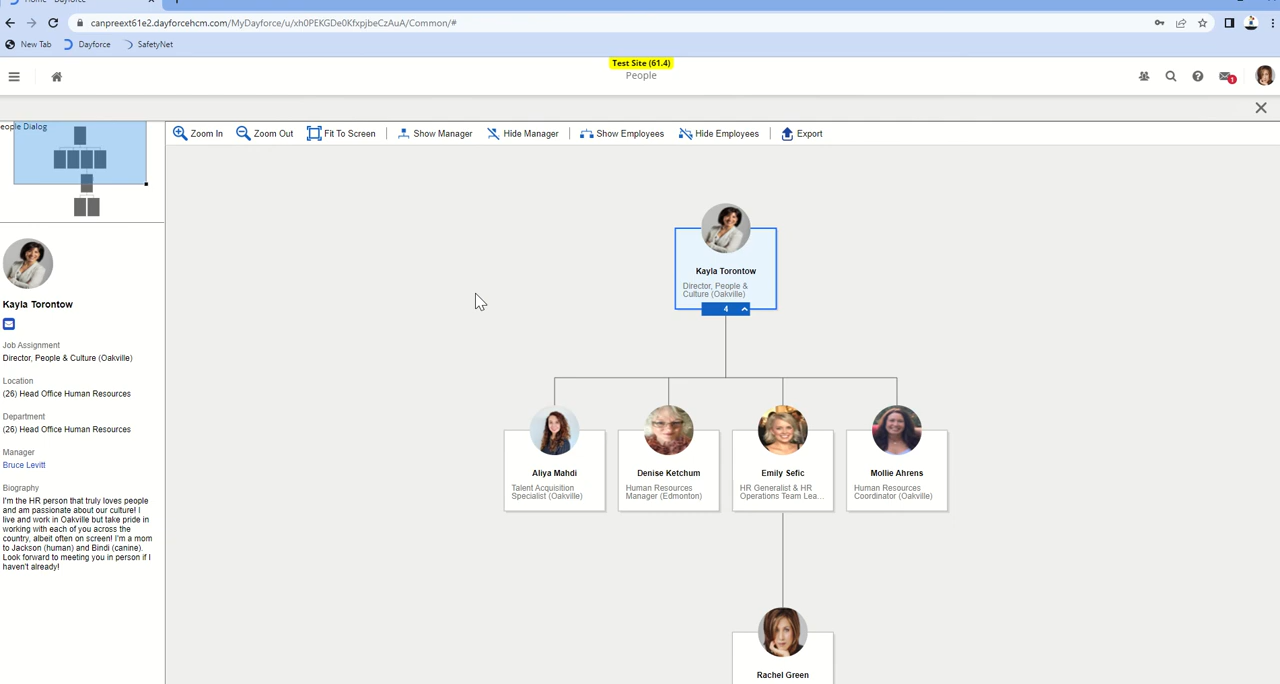 Home - Dayforce
canpreext61e2.dayforcehcm.com/MyDayforce/u/xh0PEKGDe0KfxpjbeCzAuA/Common/#
New Tab Dayforce SafetyNet
Test Site (61.4)
People
1
eople Dialog
Zoom In Zoom Out Fit To Screen Show Manager Hide Manager Show Employees Hide Employees Export
Kayla Torontow
Job Assignment
Director, People & Culture (Oakville)
Location
(26) Head Office Human Resources
Department
(26) Head Office Human Resources
Manager
Bruce Levitt
Biography
I'm the HR person that truly loves people
and am passionate about our culture! I
live and work in Oakville but take pride in
working with each of you across the
country, albeit often on screen! I'm a mom
to Jackson (human) and Bindi (canine).
Look forward to meeting you in person if I
haven't already!
Kayla Torontow
Director, People &
Culture (Oakville)
4
Aliya Mahdi
Talent Acquisition
Specialist (Oakville)
Denise Ketchum
Human Resources
Manager (Edmonton)
Emily Sefic
HR Generalist & HR
Operations Team Lea...
Mollie Ahrens
Human Resources
Coordinator (Oakville)
Rachel Green